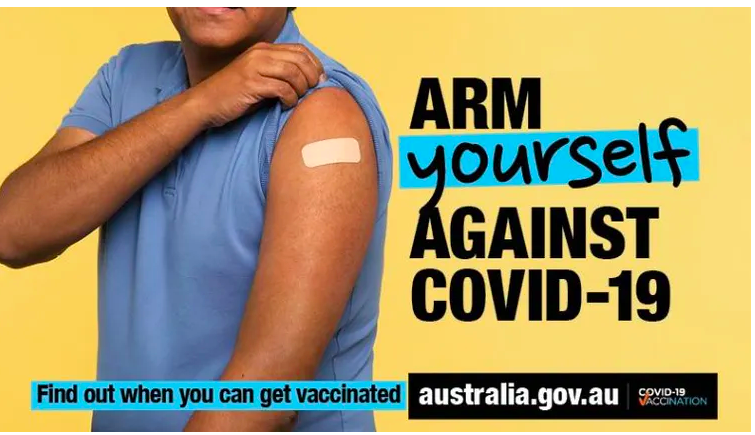 ARM
yourself
AGAINST
COVID-19
Find out when you can get vaccinated
australia.gov.au
COVID-19
VACCINATION